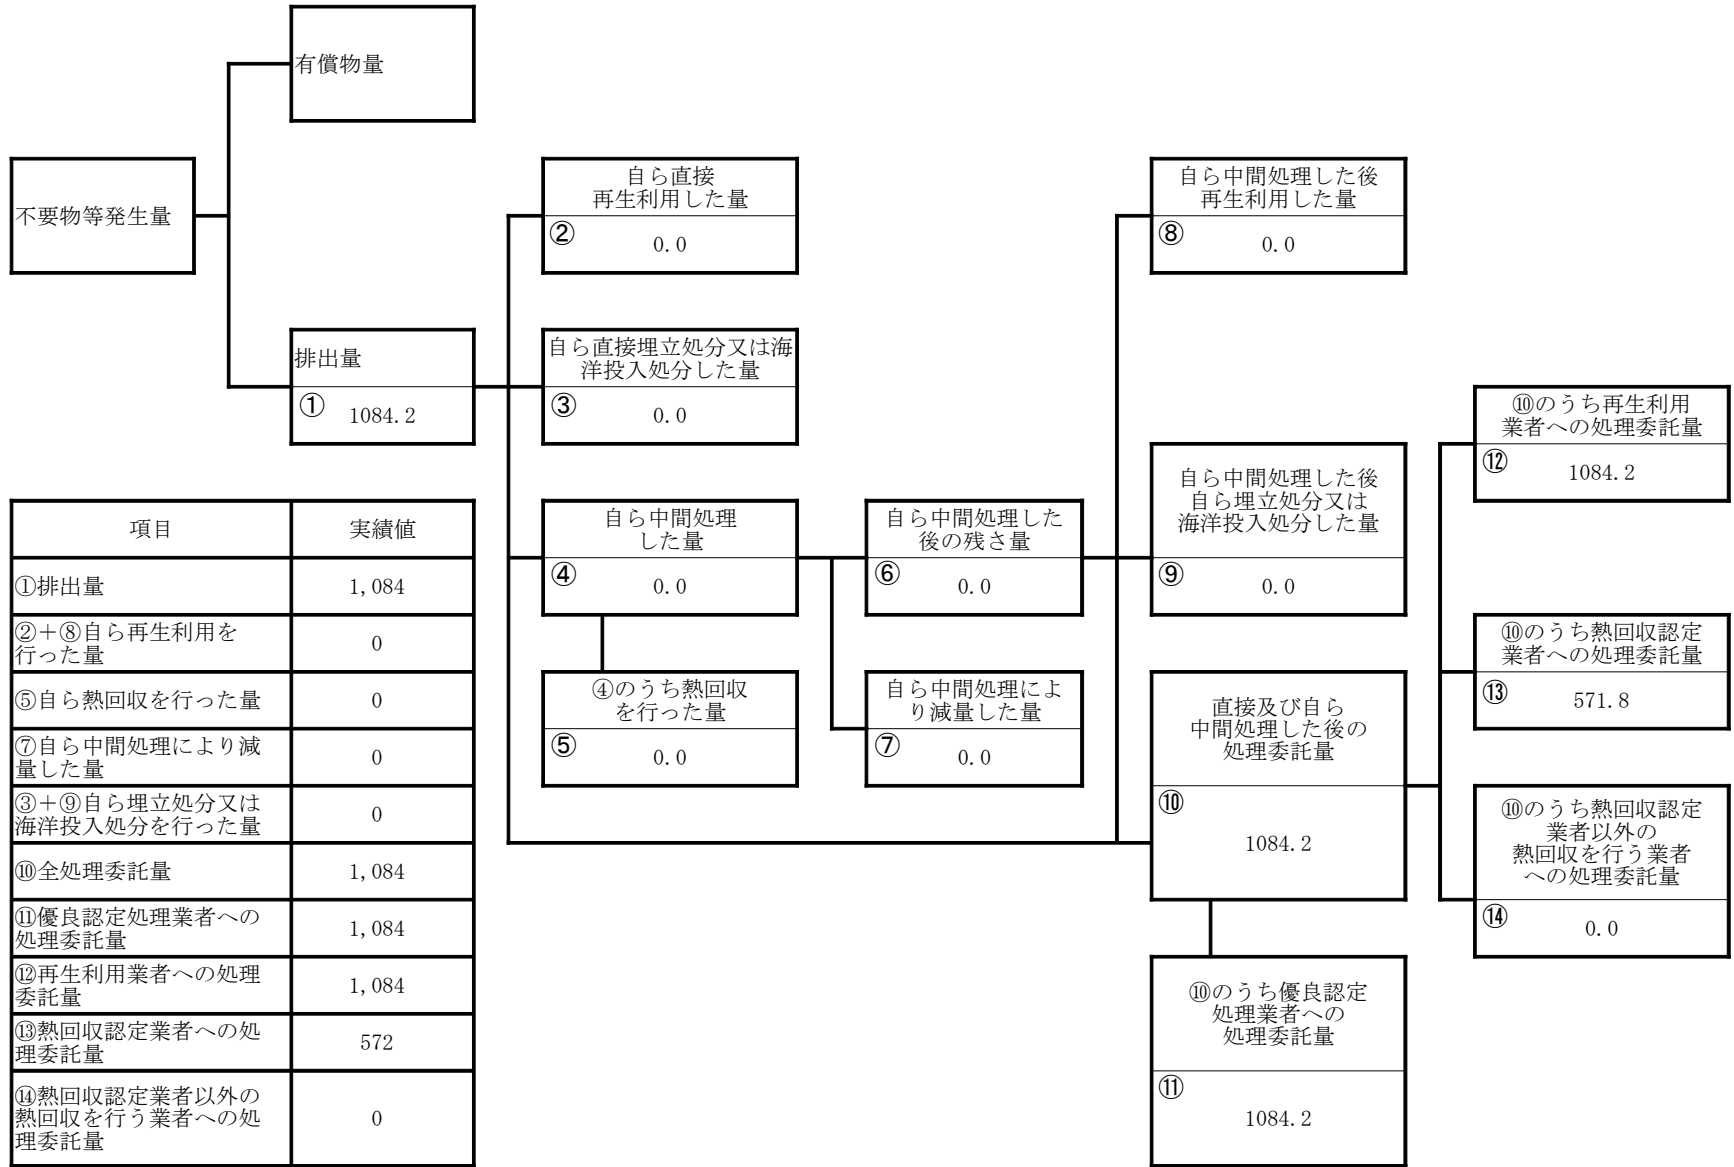 有償物量
不要物等発生量
自ら直接
再生利用した量
②
0.0
自ら中間処理した後
再生利用した量
⑧
0.0
排出量
①
1084.2
自ら直接埋立処分又は海
洋投入処分した量
③
0.0
自ら中間処理
した量
④
0.0
自ら中間処理した
後の残さ量
⑥
0.0
自ら中間処理した後
自ら埋立処分又は
海洋投入処分した量
⑨
0.0
⑩のうち再生利用
業者への処理委託量
⑫
1084.2
④のうち熱回収
を行った量
⑤
0.0
自ら中間処理によ
り減量した量
⑦
0.0
直接及び自ら
中間処理した後の
処理委託量
⑩
1084.2
⑩のうち熱回収認定
業者への処理委託量
⑬
571.8
⑩のうち熱回収認定
業者以外の
熱回収を行う業者
への処理委託量
⑭
0.0
⑩のうち優良認定
処理業者への
処理委託量
⑪
1084.2
項目 実績値
①排出量 1,084
②+⑧自ら再生利用を
行った量 0
⑤自ら熱回収を行った量 0
⑦自ら中間処理により減
量した量 0
③+⑨自ら埋立処分又は
海洋投入処分を行った量 0
⑩全処理委託量 1,084
⑪優良認定処理業者への
処理委託量 1,084
⑫再生利用業者への処理
委託量 1,084
⑬熱回収認定業者への処
理委託量 572
⑭熱回収認定業者以外の
熱回収を行う業者への処
理委託量 0